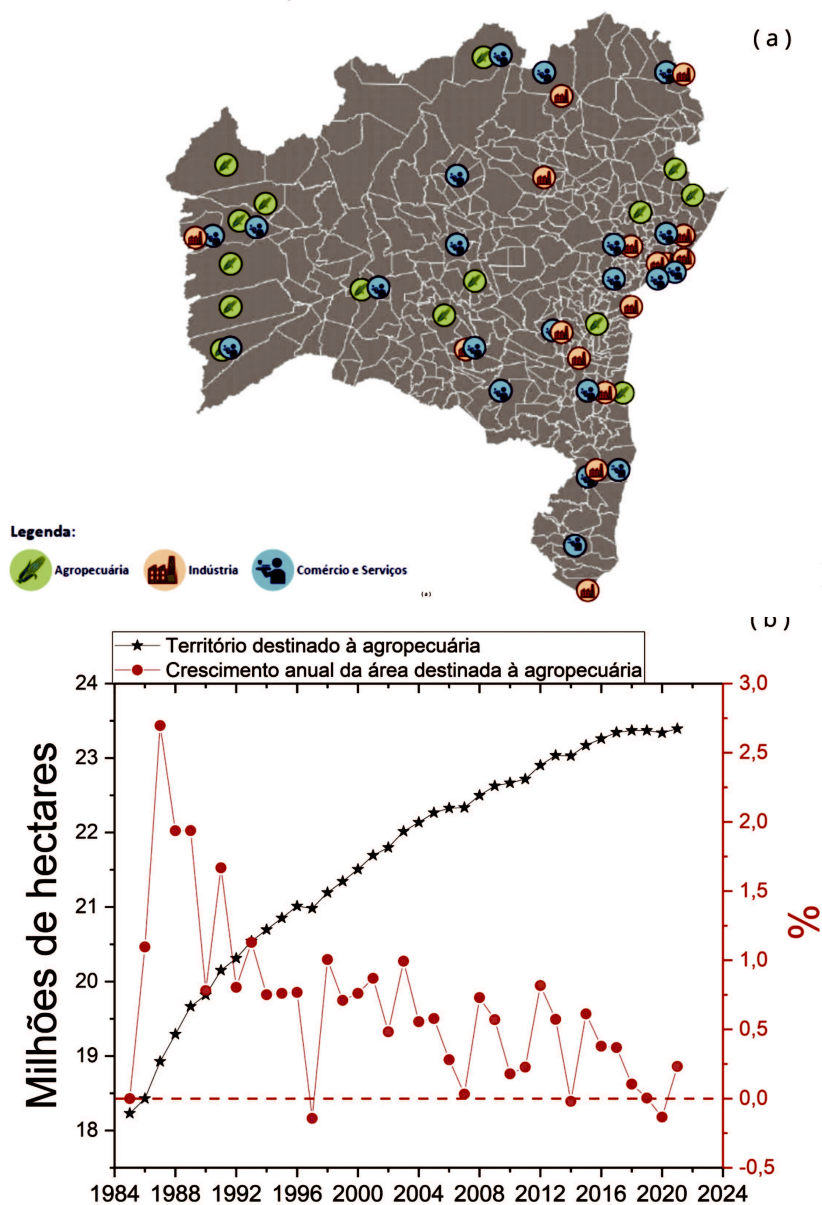 ( a )
Legenda:
Agropecuária
Indústria
Comércio e Serviços
(a)
( b )
Território destinado à agropecuária
Crescimento anual da área destinada à agropecuária
24
23
22
21
20
19
18
Milhões de hectares
3,0
2,5
2,0
1,5
1,0
0,5
0,0
-0,5
%
1984 1988 1992 1996 2000 2004 2008 2012 2016 2020 2024